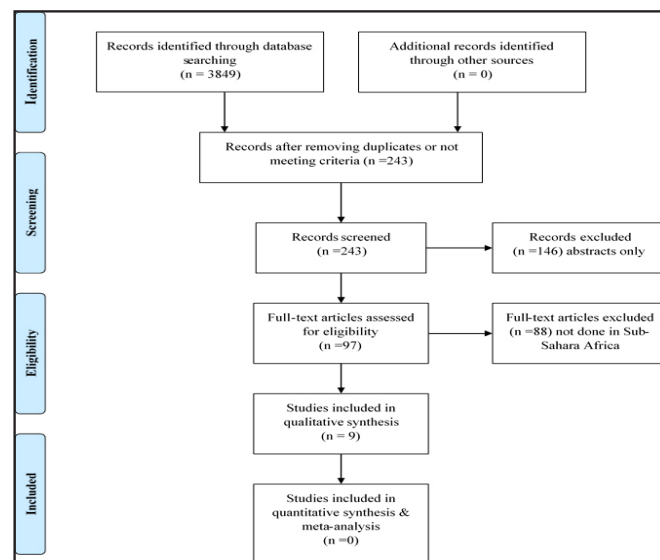 Identification
Records identified through database
searching
(n = 3849)
Additional records identified
through other sources
(n = 0)
Records after removing duplicates or not
meeting criteria (n =243)
Screening
Records screened
(n =243)
Records excluded
(n =146) abstracts only
Eligibility
Full-text articles assessed
for eligibility
(n =97)
Full-text articles excluded
(n =88) not done in Sub-
Sahara Africa
Studies included in
qualitative synthesis
(n = 9)
Included
Studies included in
quantitative synthesis &
meta-analysis
(n =0)